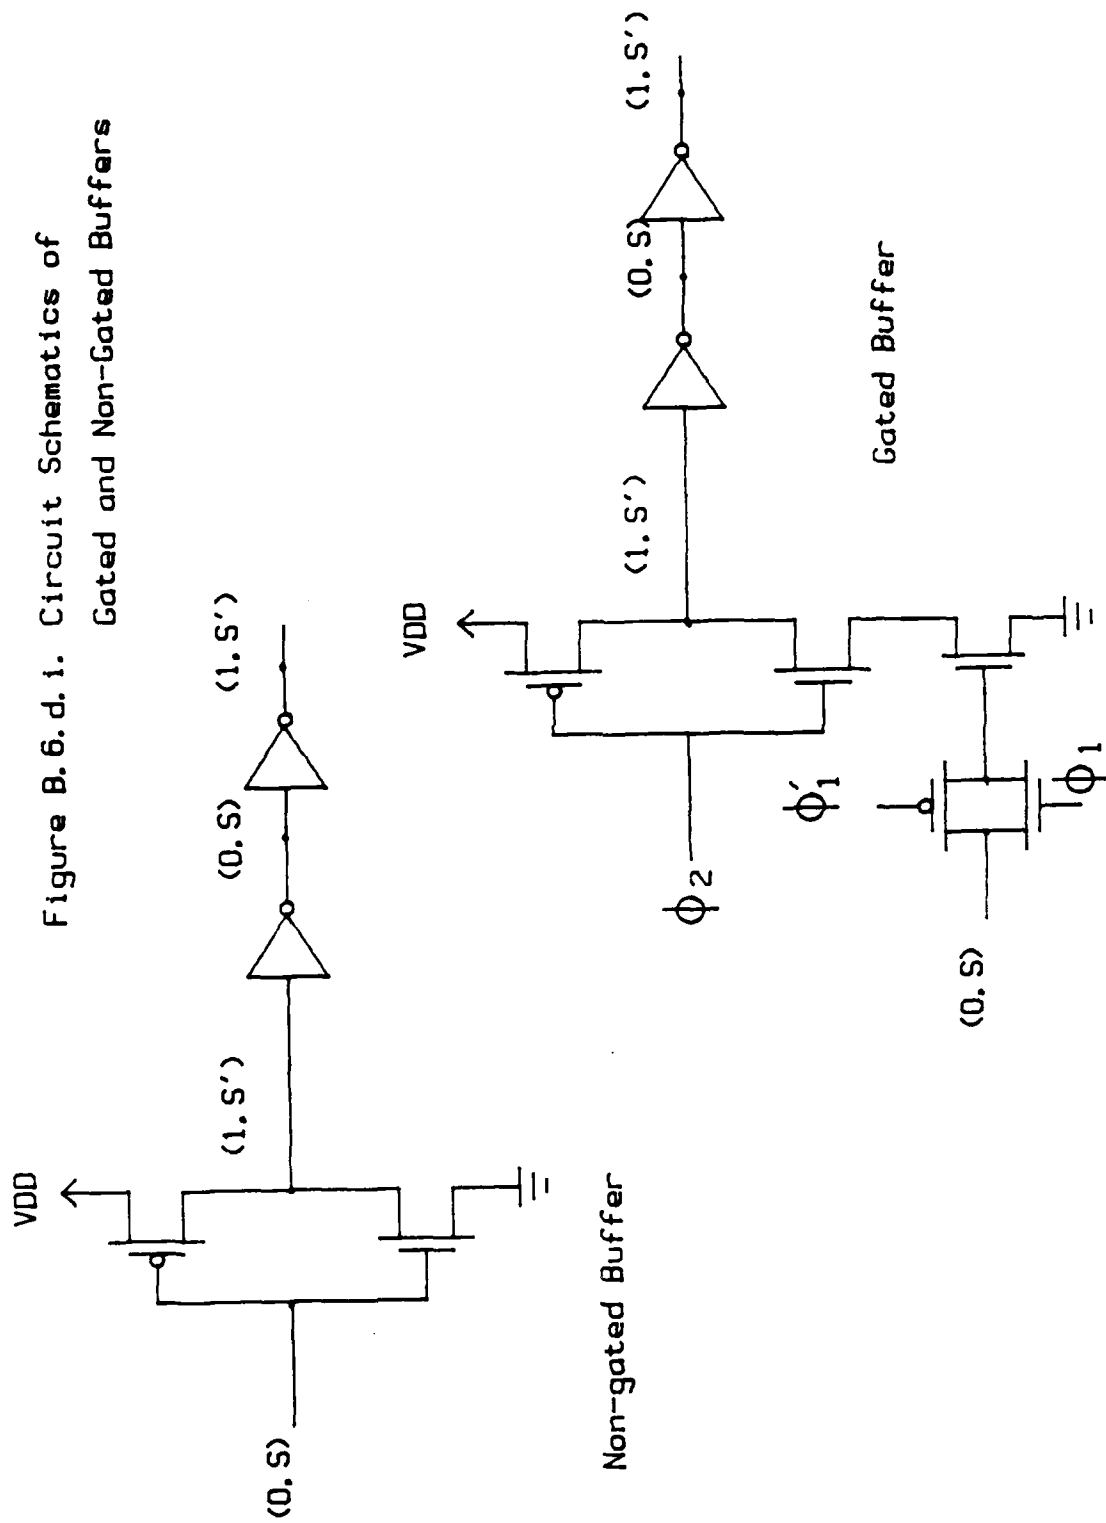 Figure B.6.d.i. Circuit Schematics of
Gated and Non-Gated Buffers
VDD
(0.S)
(1.S')
(0.S)
(1.S')
Non-gated Buffer
VDD
ϕ2
(1.S')
(0.S)
(1.S')
ϕ'1
(0.S)
ϕ1
Gated Buffer